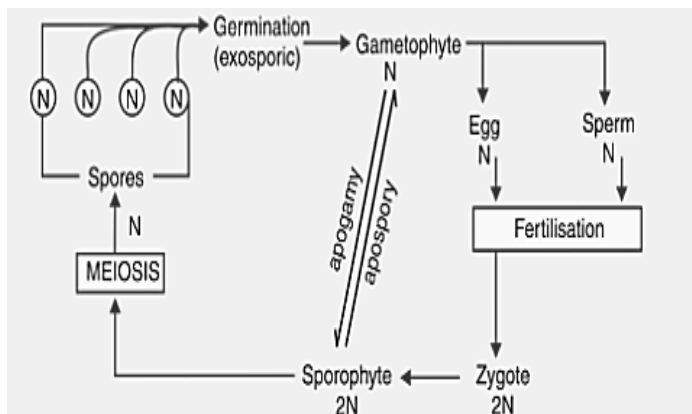 Germination
(exosporic)
Gametophyte
N
N
N
N
N
Egg
N
Sperm
N
Spores
N
MEIOSIS
apogamy
apospory
Fertilisation
Sporophyte
2N
Zygote
2N